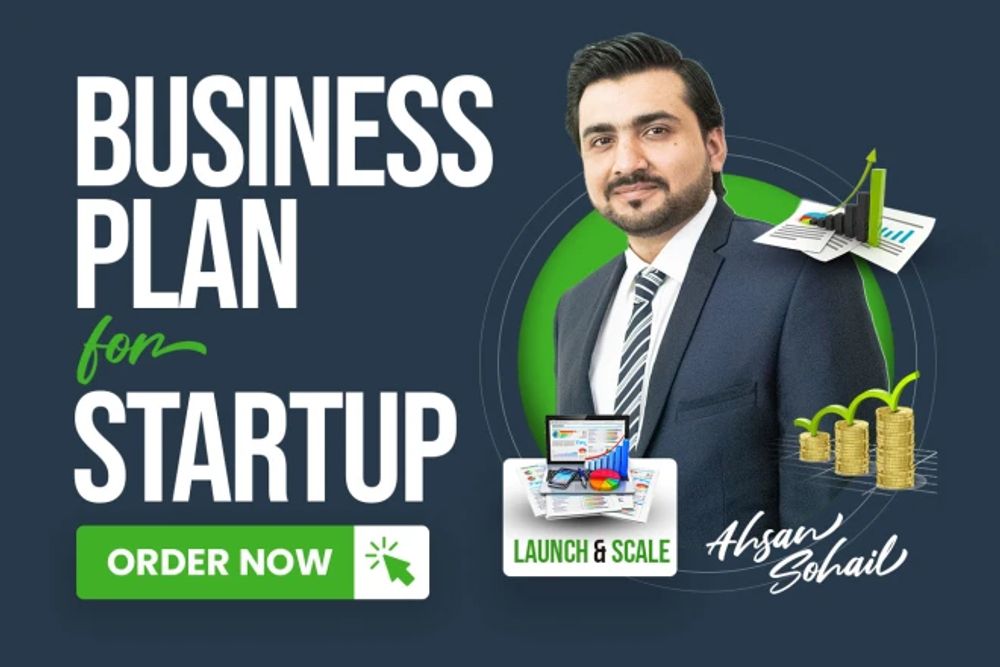 BUSINESS
PLAN
for
STARTUP
ORDER NOW
LAUNCH & SCALE
Ahsan
Sohail